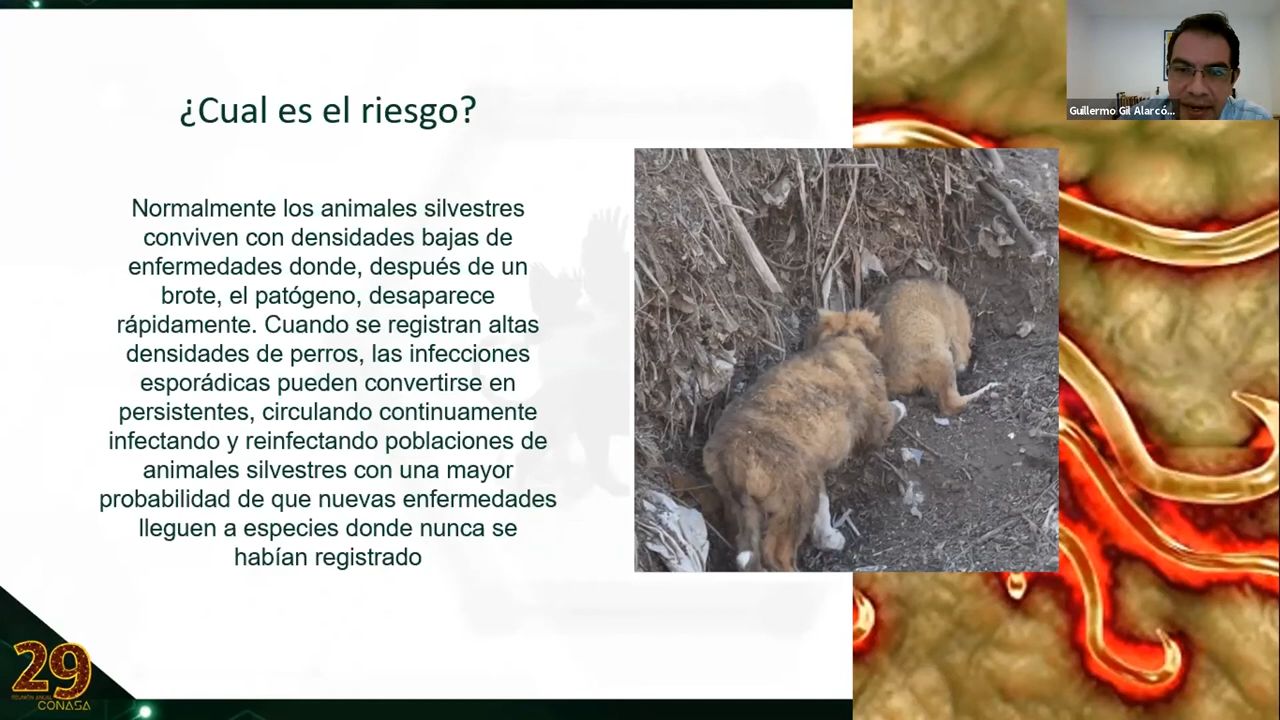 ¿Cual es el riesgo?
Guillermo Gil Alarcó...
Normalmente los animales silvestres
conviven con densidades bajas de
enfermedades donde, después de un
brote, el patógeno, desaparece
rápidamente. Cuando se registran altas
densidades de perros, las infecciones
esporádicas pueden convertirse en
persistentes, circulando continuamente
infectando y reinfectando poblaciones de
animales silvestres con una mayor
probabilidad de que nuevas enfermedades
lleguen a especies donde nunca se
habían registrado
29
REUNIÓN ANUAL
CONASA